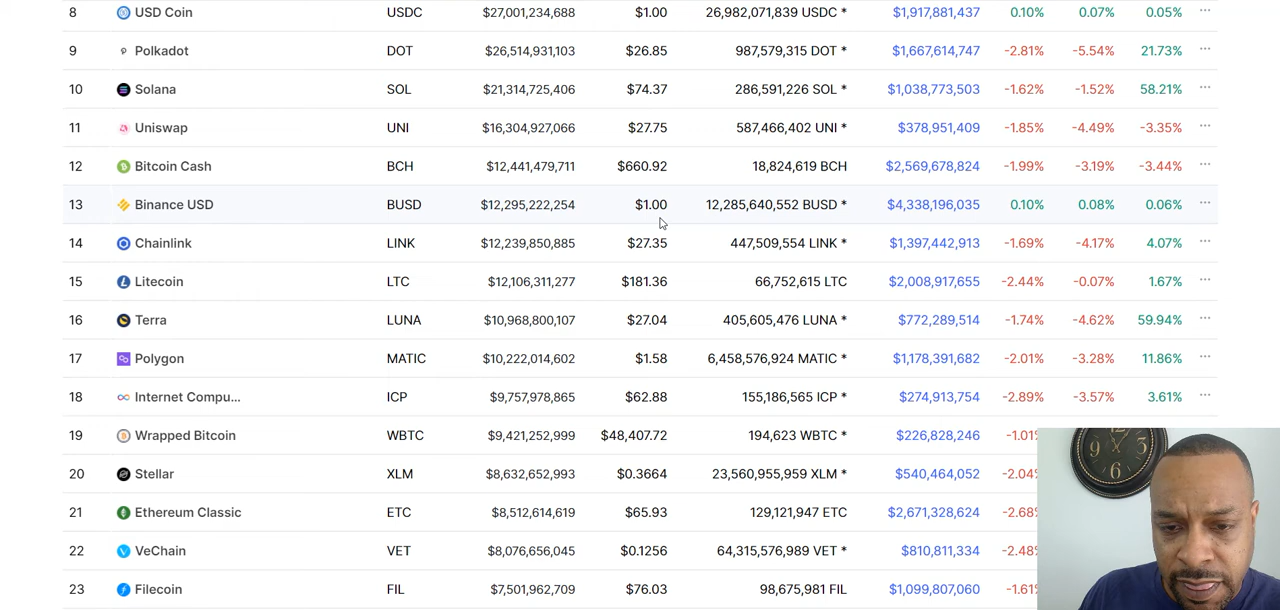 8 USD Coin USDC $27,001,234,688 $1.00 26,982,071,839 USDC * $1,917,881,437 0.10% 0.07% 0.05% ...
9 Polkadot DOT $26,514,931,103 $26.85 987,579,315 DOT * $1,667,614,747 -2.81% -5.54% 21.73% ...
10 Solana SOL $21,314,725,406 $74.37 286,591,226 SOL * $1,038,773,503 -1.62% -1.52% 58.21% ...
11 Uniswap UNI $16,304,927,066 $27.75 587,466,402 UNI * $378,951,409 -1.85% -4.49% -3.35% ...
12 Bitcoin Cash BCH $12,441,479,711 $660.92 18,824,619 BCH $2,569,678,824 -1.99% -3.19% -3.44% ...
13 Binance USD BUSD $12,295,222,254 $1.00 12,285,640,552 BUSD * $4,338,196,035 0.10% 0.08% 0.06% ...
14 Chainlink LINK $12,239,850,885 $27.35 447,509,554 LINK * $1,397,442,913 -1.69% -4.17% 4.07% ...
15 Litecoin LTC $12,106,311,277 $181.36 66,752,615 LTC $2,008,917,655 -2.44% -0.07% 1.67% ...
16 Terra LUNA $10,968,800,107 $27.04 405,605,476 LUNA * $772,289,514 -1.74% -4.62% 59.94% ...
17 Polygon MATIC $10,222,014,602 $1.58 6,458,576,924 MATIC * $1,178,391,682 -2.01% -3.28% 11.86% ...
18 Internet Compu... ICP $9,757,978,865 $62.88 155,186,565 ICP * $274,913,754 -2.89% -3.57% 3.61% ...
19 Wrapped Bitcoin WBTC $9,421,252,999 $48,407.72 194,623 WBTC * $226,828,246 -1.01%
20 Stellar XLM $8,632,652,993 $0.3664 23,560,955,959 XLM * $540,464,052 -2.04%
21 Ethereum Classic ETC $8,512,614,619 $65.93 129,121,947 ETC $2,671,328,624 -2.68%
22 VeChain VET $8,076,656,045 $0.1256 64,315,576,989 VET * $810,811,334 -2.48%
23 Filecoin FIL $7,501,962,709 $76.03 98,675,981 FIL $1,099,807,060 -1.61%
12 3 6 9